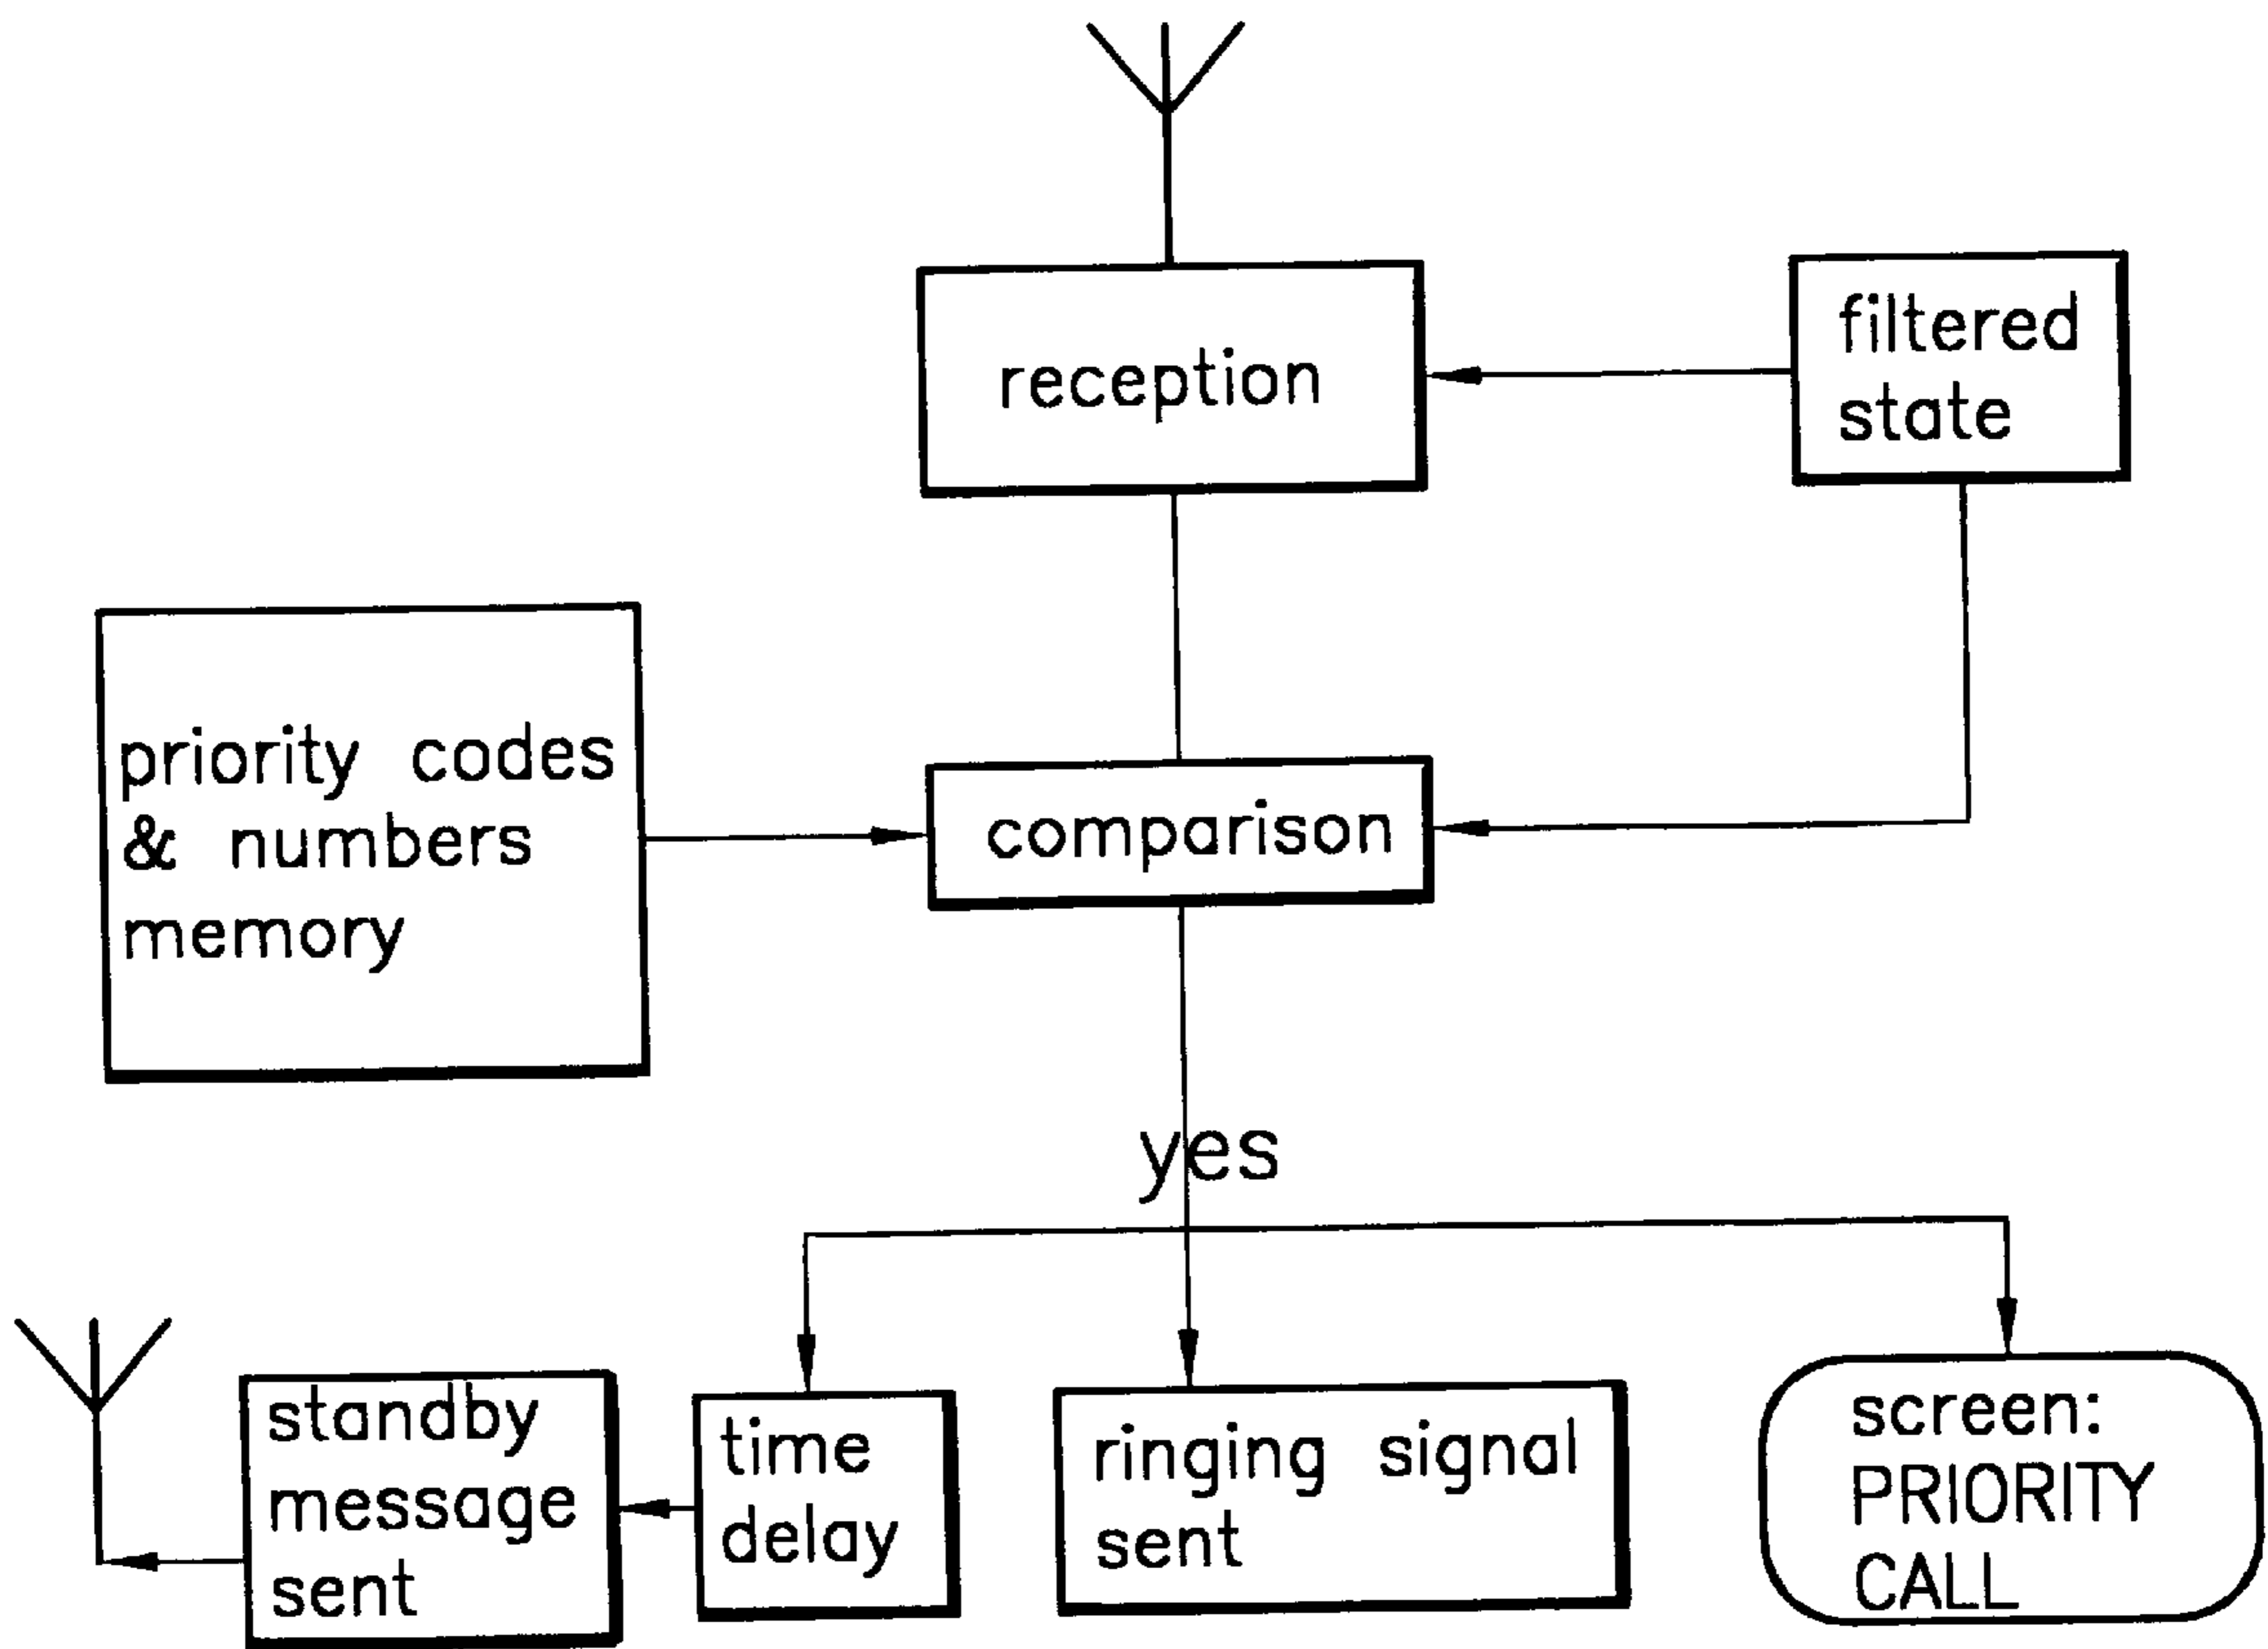 reception
filtered
state
priority codes
& numbers
memory
comparison
yes
standby
message
sent
time
delay
ringing signal
sent
screen:
PRIORITY
CALL